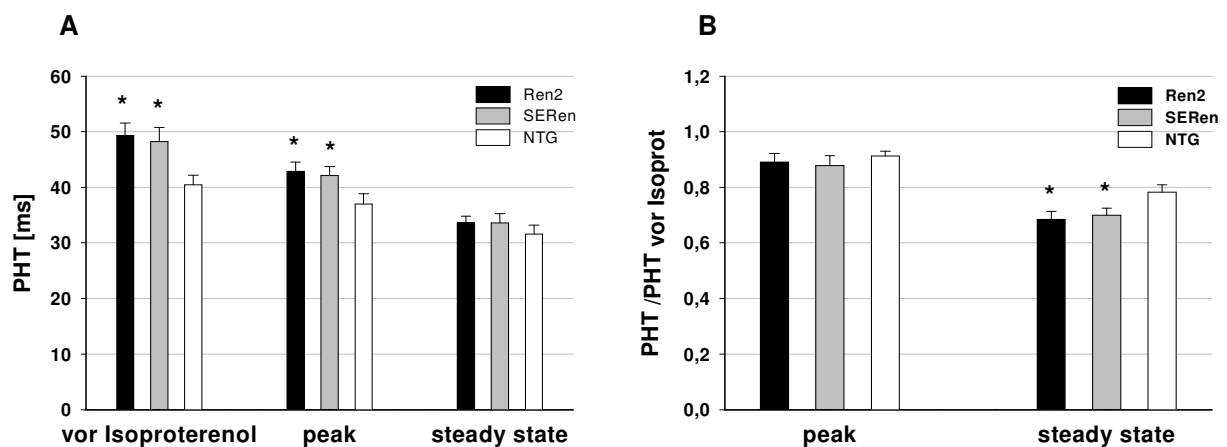 A
PHT [ms]
60
50
40
30
20
10
0
* *
* *
Ren2
SERen
NTG
vor Isoproterenol peak steady state
B
PHT /PHT vor Isoprot
1,2
1,0
0,8
0,6
0,4
0,2
0,0
Ren2
SERen
NTG
* *
peak steady state